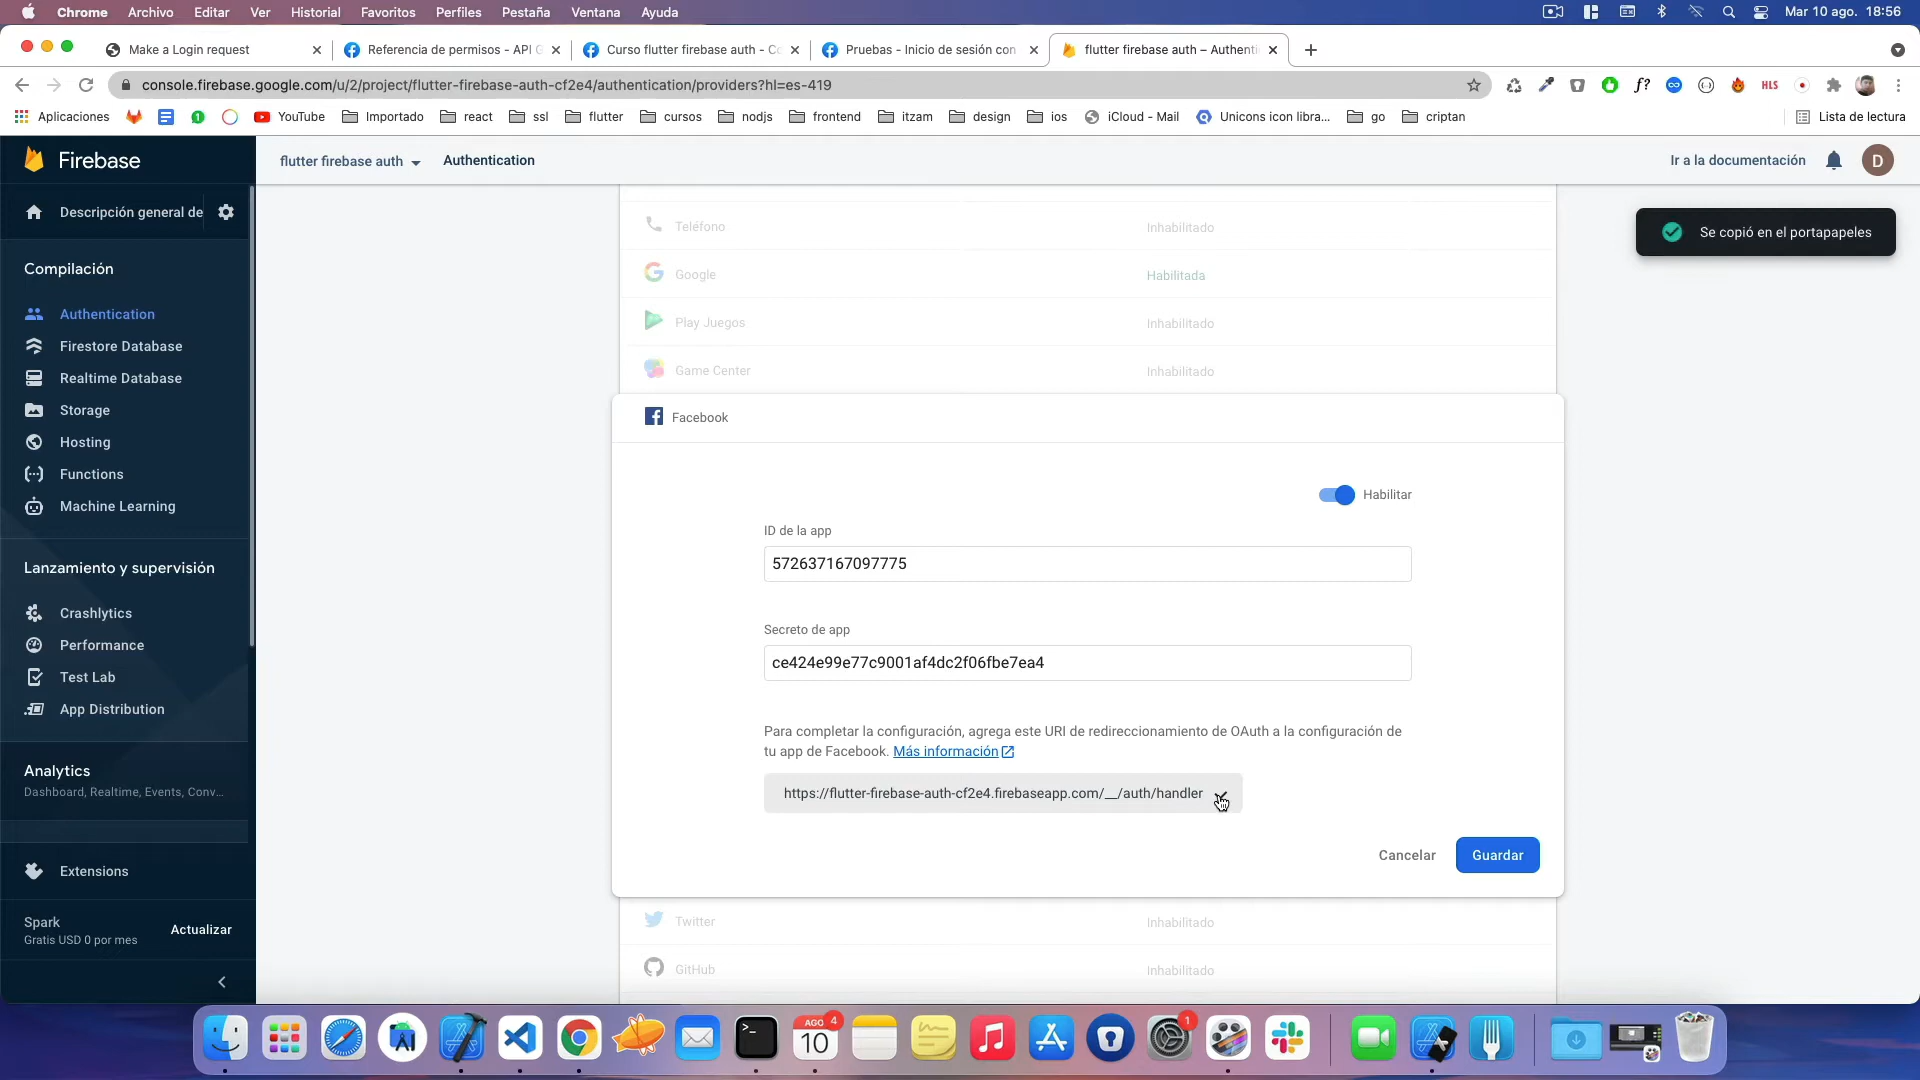 Chrome Archivo Editar Ver Historial Favoritos Perfiles Pestaña Ventana Ayuda
Mar 10 ago. 18:56
Make a Login request
Referencia de permisos - API G
Curso flutter firebase auth - Co
Pruebas - Inicio de sesión con
flutter firebase auth – Authenti
console.firebase.google.com/u/2/project/flutter-firebase-auth-cf2e4/authentication/providers?hl=es-419
f?
HLS
Aplicaciones
1
YouTube
Importado
react
ssl
flutter
cursos
nodjs
frontend
itzam
design
ios
iCloud - Mail
Unicons icon libra...
go
criptan
Lista de lectura
Firebase
flutter firebase auth
Authentication
Ir a la documentación
D
Descripción general de
Se copió en el portapapeles
Compilación
Authentication
Firestore Database
Realtime Database
Storage
Hosting
Functions
Machine Learning
Lanzamiento y supervisión
Crashlytics
Performance
Test Lab
App Distribution
Analytics
Dashboard, Realtime, Events, Conv...
Extensions
Spark
Gratis USD 0 por mes
Actualizar
Teléfono Inhabilitado
Google Habilitada
Play Juegos Inhabilitado
Game Center Inhabilitado
Facebook
Habilitar
ID de la app
572637167097775
Secreto de app
ce424e99e77c9001af4dc2f06fbe7ea4
Para completar la configuración, agrega este URI de redireccionamiento de OAuth a la configuración de
tu app de Facebook. Más información
https://flutter-firebase-auth-cf2e4.firebaseapp.com/__/auth/handler
Cancelar
Guardar
Twitter Inhabilitado
GitHub Inhabilitado
AGO
4
10
1